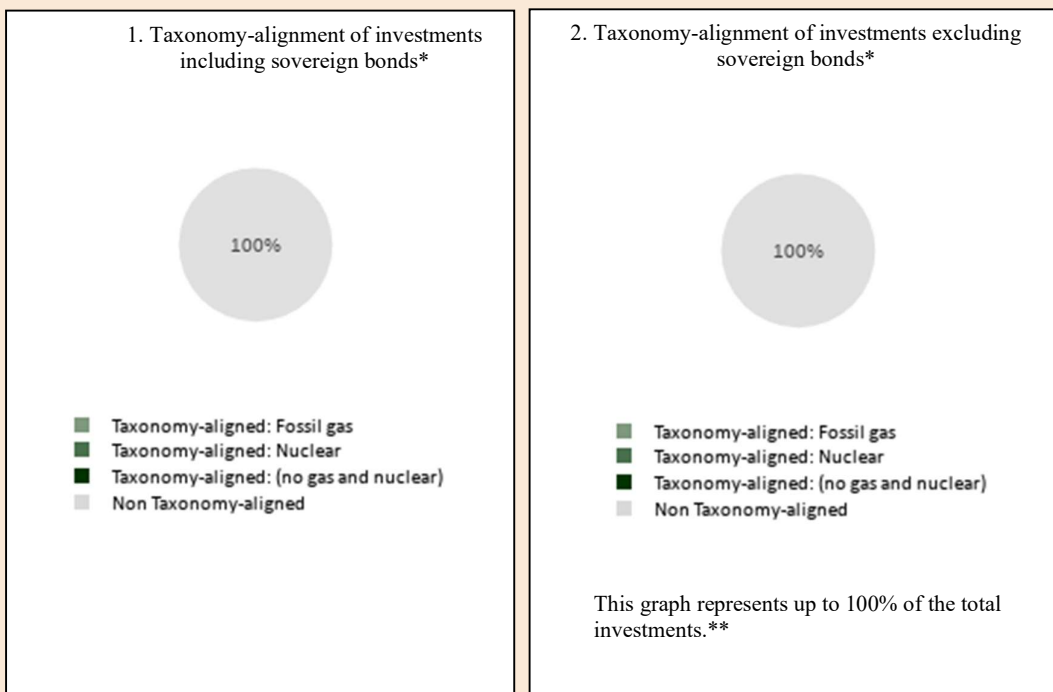 1. Taxonomy-alignment of investments
including sovereign bonds*
100%
Taxonomy-aligned: Fossil gas
Taxonomy-aligned: Nuclear
Taxonomy-aligned: (no gas and nuclear)
Non Taxonomy-aligned
2. Taxonomy-alignment of investments excluding
sovereign bonds*
100%
Taxonomy-aligned: Fossil gas
Taxonomy-aligned: Nuclear
Taxonomy-aligned: (no gas and nuclear)
Non Taxonomy-aligned
This graph represents up to 100% of the total
investments.**